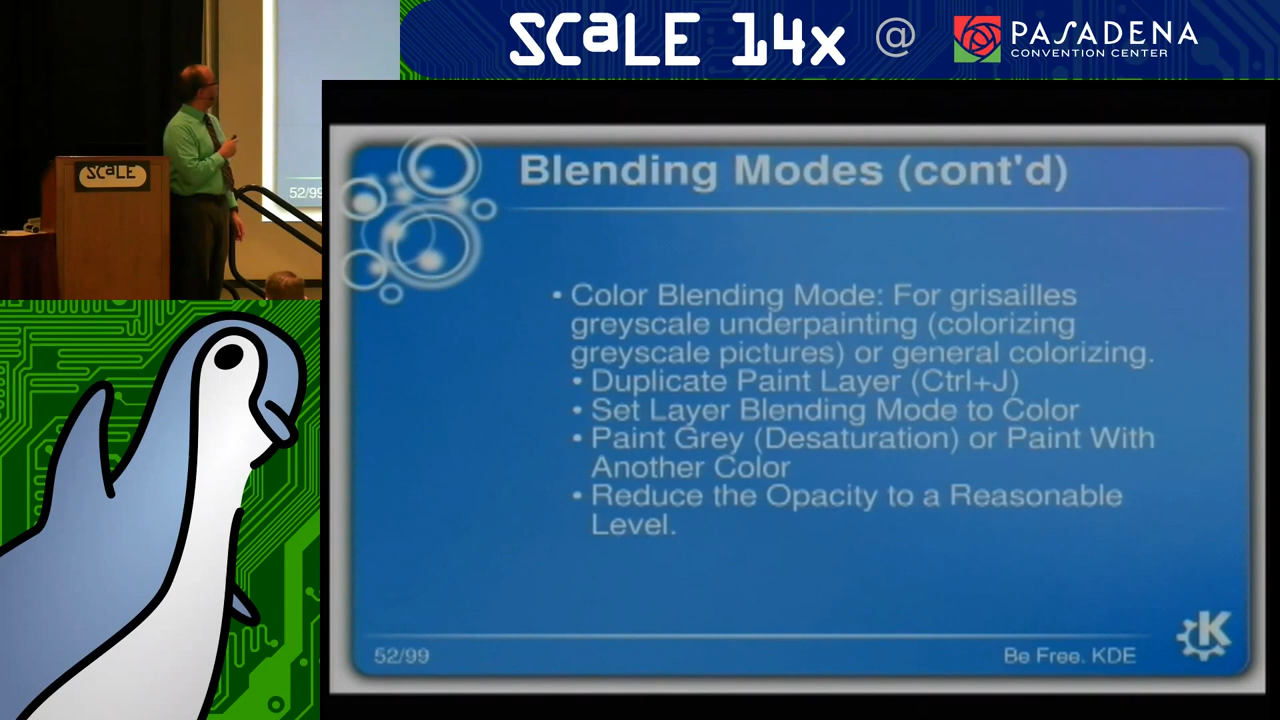 SCaLE 14x @ PASADENA
CONVENTION CENTER
SCaLE
52/99
Blending Modes (cont'd)
• Color Blending Mode: For grisailles
greyscale underpainting (colorizing
greyscale pictures) or general colorizing.
• Duplicate Paint Layer (Ctrl+J)
• Set Layer Blending Mode to Color
• Paint Grey (Desaturation) or Paint With
Another Color
• Reduce the Opacity to a Reasonable
Level.
52/99
Be Free. KDE
K